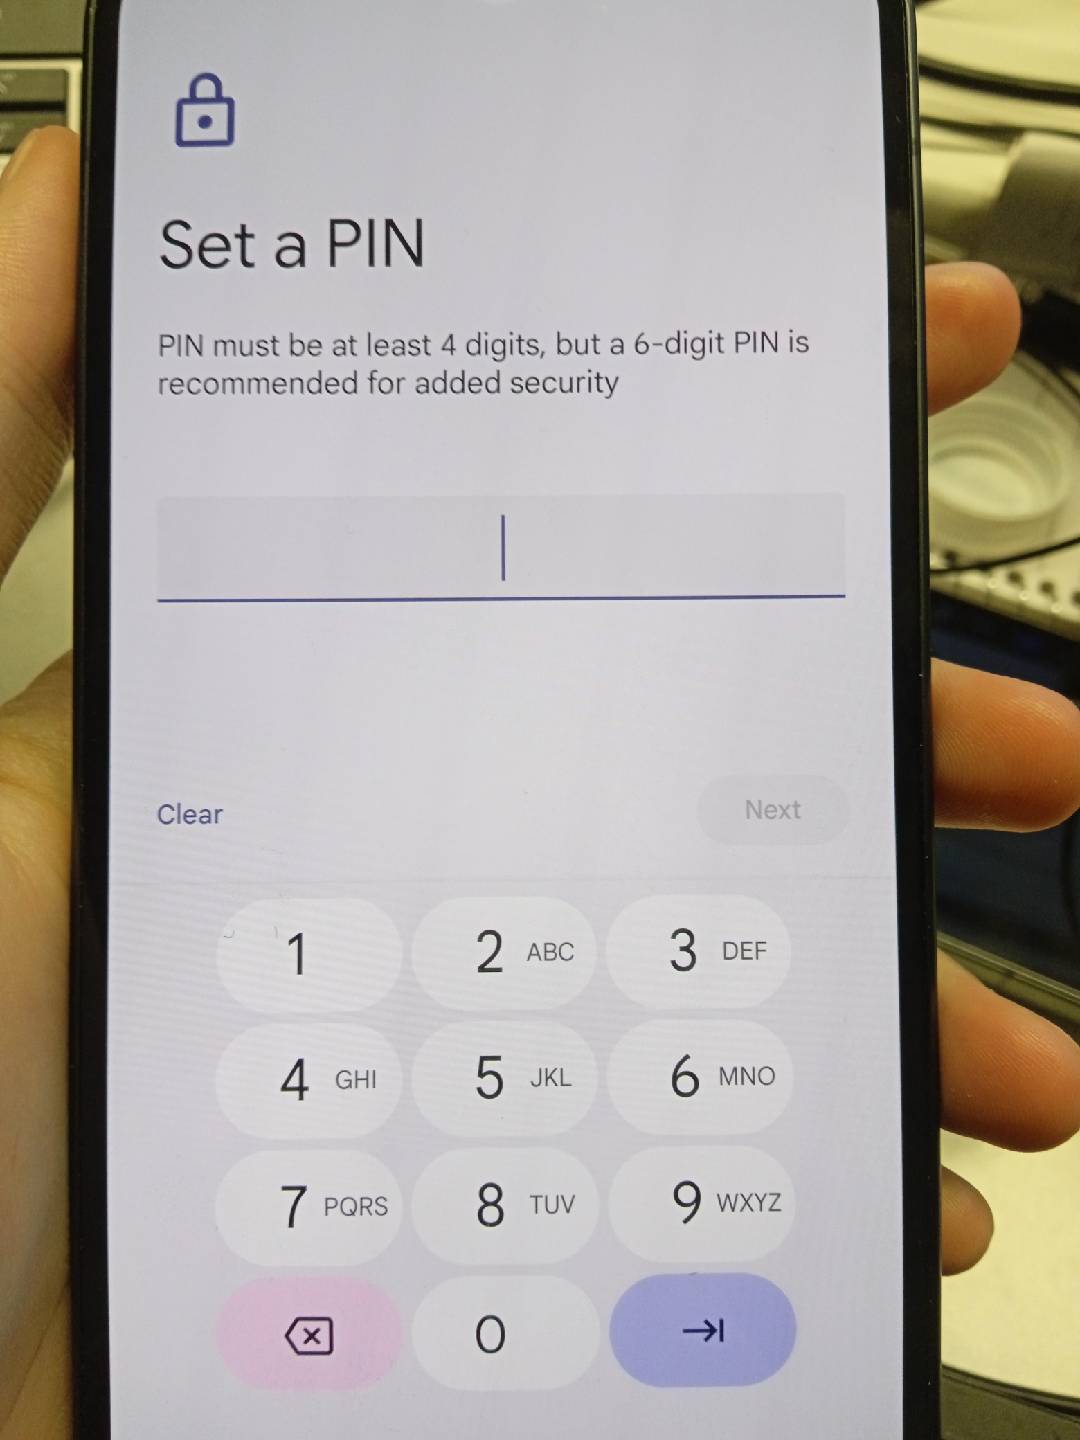 Set a PIN
PIN must be at least 4 digits, but a 6-digit PIN is
recommended for added security
Clear
Next
1
2 ABC
3 DEF
4 GHI
5 JKL
6 MNO
7 PQRS
8 TUV
9 WXYZ
0